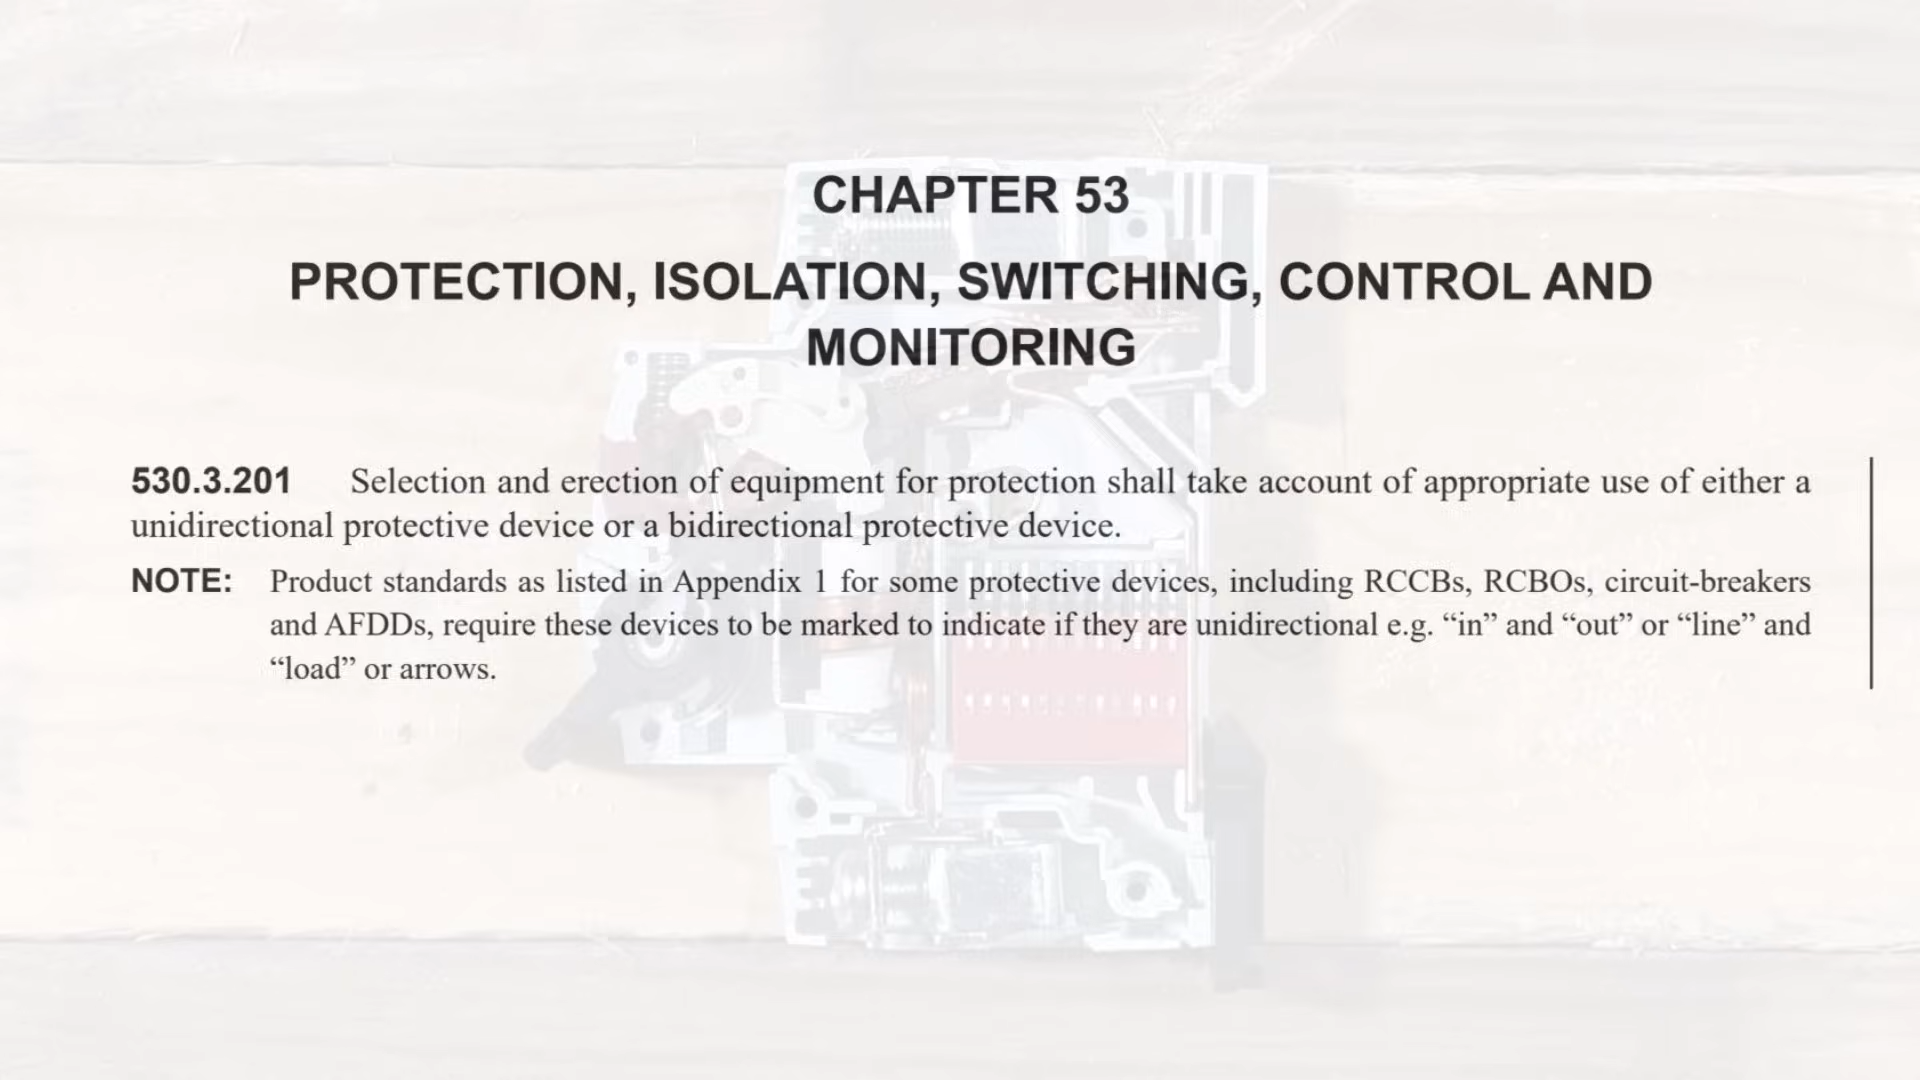 CHAPTER 53
PROTECTION, ISOLATION, SWITCHING, CONTROL AND
MONITORING
530.3.201 Selection and erection of equipment for protection shall take account of appropriate use of either a
unidirectional protective device or a bidirectional protective device.
NOTE: Product standards as listed in Appendix 1 for some protective devices, including RCCBs, RCBOs, circuit-breakers
and AFDDs, require these devices to be marked to indicate if they are unidirectional e.g. “in” and “out” or “line” and
“load” or arrows.